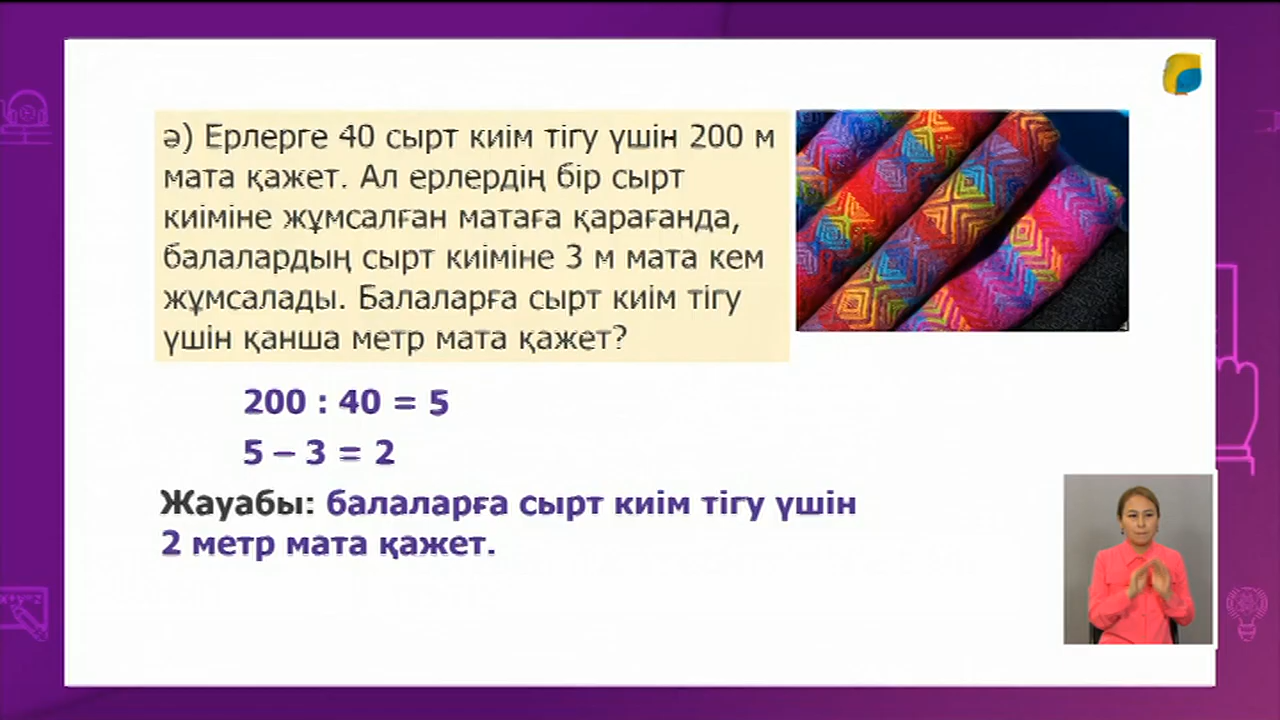 ә) Ерлерге 40 сырт киім тігу үшін 200 м
мата қажет. Ал ерлердің бір сырт
киіміне жұмсалған матаға қарағанда,
балалардың сырт киіміне 3 м мата кем
жұмсалады. Балаларға сырт киім тігу
үшін қанша метр мата қажет?
200 : 40 = 5
5 – 3 = 2
Жауабы: балаларға сырт киім тігу үшін
2 метр мата қажет.